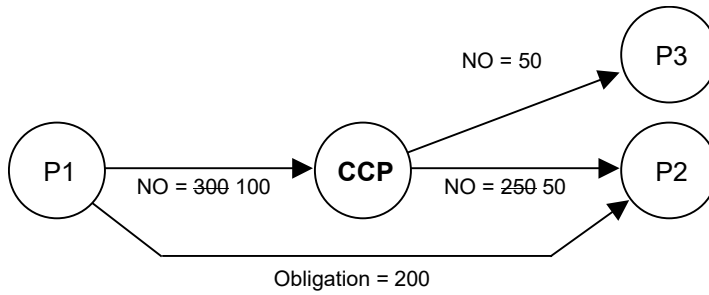 NO = 50
P3
P1
NO = 300 100
CCP
NO = 250 50
P2
Obligation = 200